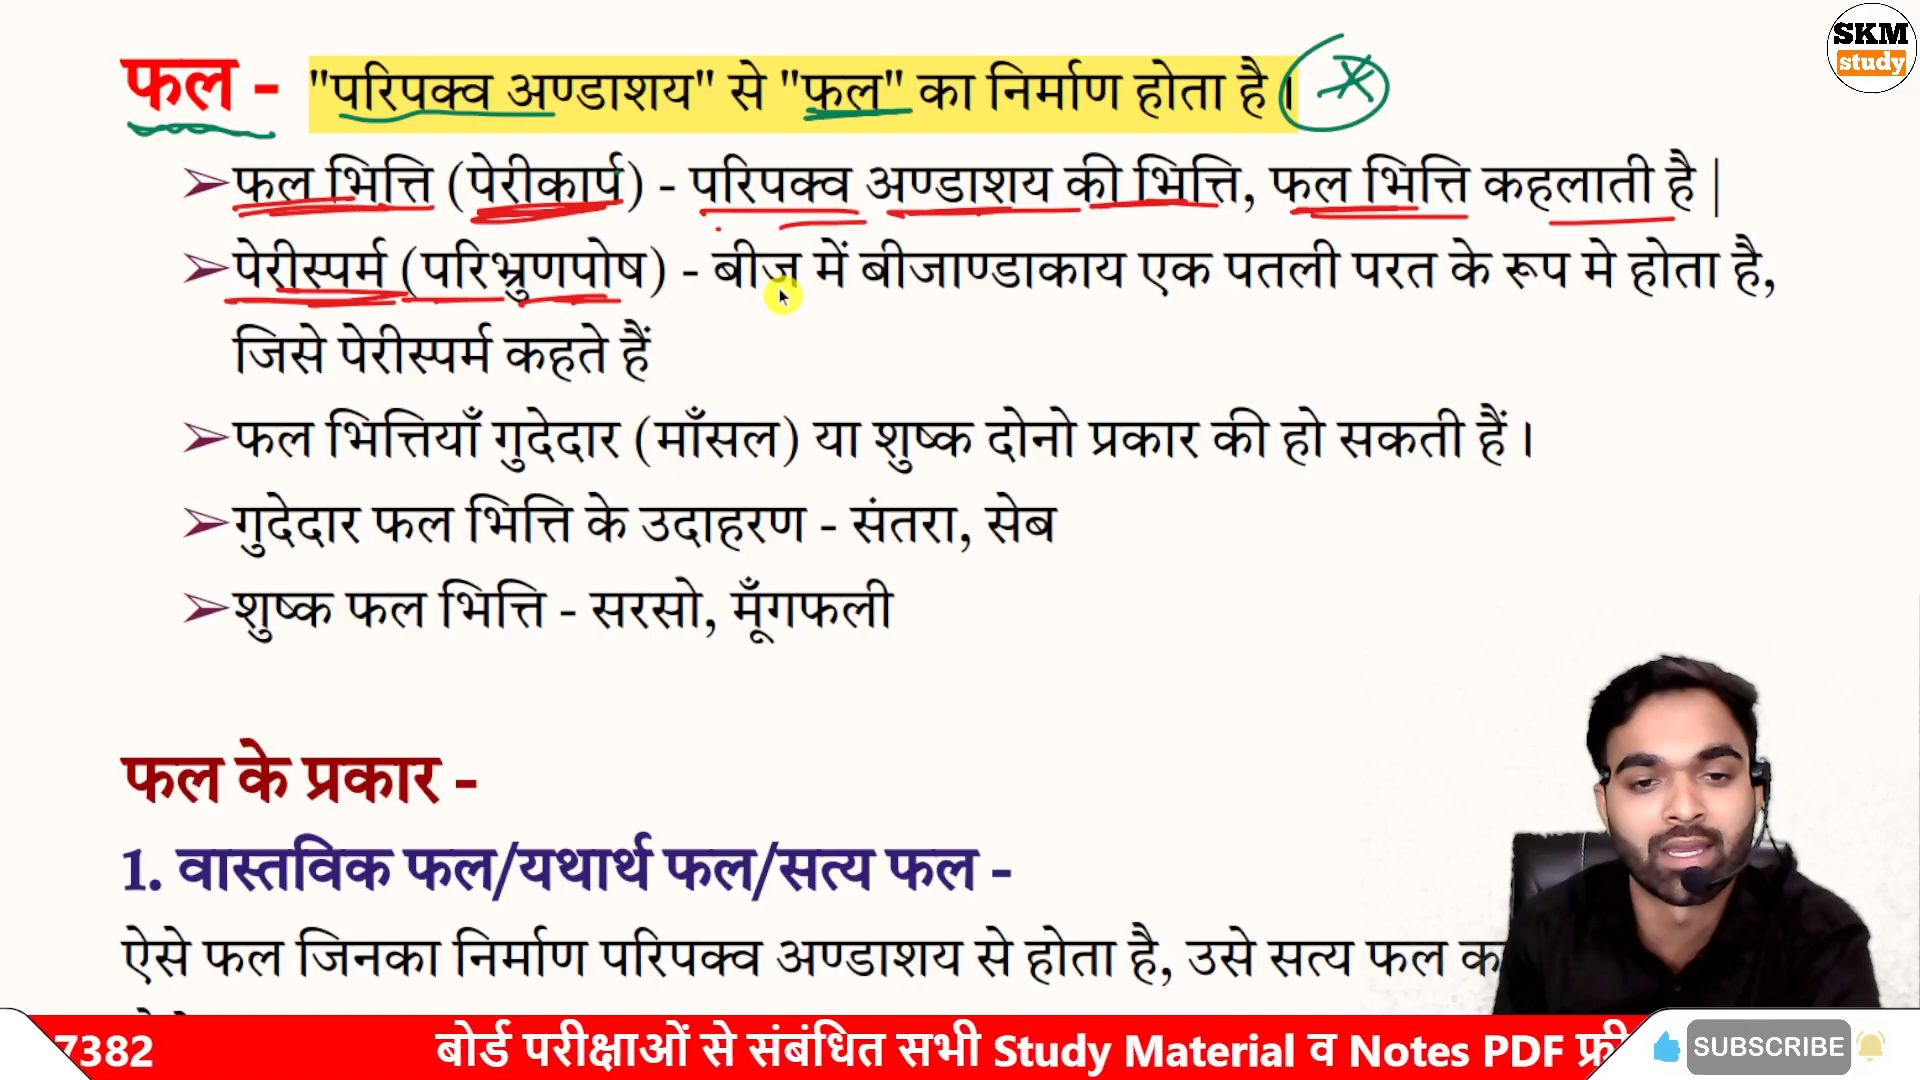 SKM
study
फल - "परिपक्व अण्डाशय" से "फल" का निर्माण होता है।
➢फल भित्ति (पेरीकार्प) - परिपक्व अण्डाशय की भित्ति, फल भित्ति कहलाती है |
➢पेरीस्पर्म (परिभ्रुणपोष) - बीज में बीजाण्डाकाय एक पतली परत के रूप मे होता है,
जिसे पेरीस्पर्म कहते हैं
➢फल भित्तियाँ गुदेदार (माँसल) या शुष्क दोनो प्रकार की हो सकती हैं।
➢गुदेदार फल भित्ति के उदाहरण - संतरा, सेब
➢शुष्क फल भित्ति - सरसो, मूँगफली
फल के प्रकार -
1. वास्तविक फल/यथार्थ फल/सत्य फल -
ऐसे फल जिनका निर्माण परिपक्व अण्डाशय से होता है, उसे सत्य फल
7382 बोर्ड परीक्षाओं से संबंधित सभी Study Material व Notes PDF फ्री
SUBSCRIBE